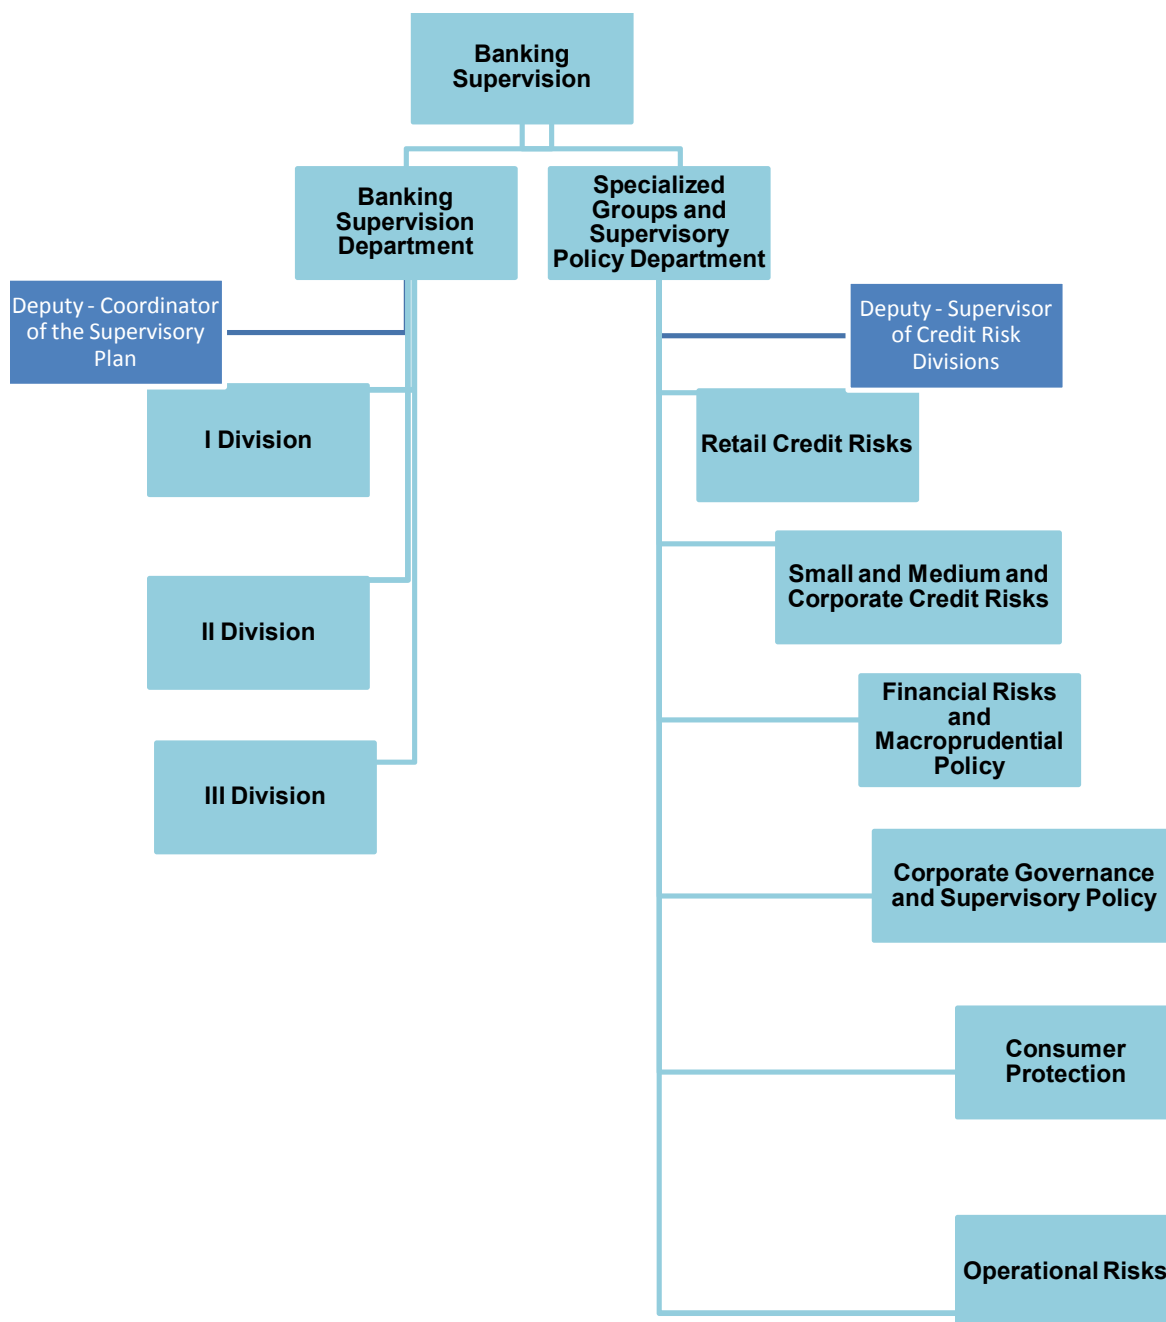 Banking
Supervision
Banking
Supervision
Department
Specialized
Groups and
Supervisory
Policy Department
Deputy - Coordinator
of the Supervisory
Plan
Deputy - Supervisor
of Credit Risk
Divisions
I Division
Retail Credit Risks
II Division
Small and Medium and
Corporate Credit Risks
Financial Risks
and
Macroprudential
Policy
III Division
Corporate Governance
and Supervisory Policy
Consumer
Protection
Operational Risks